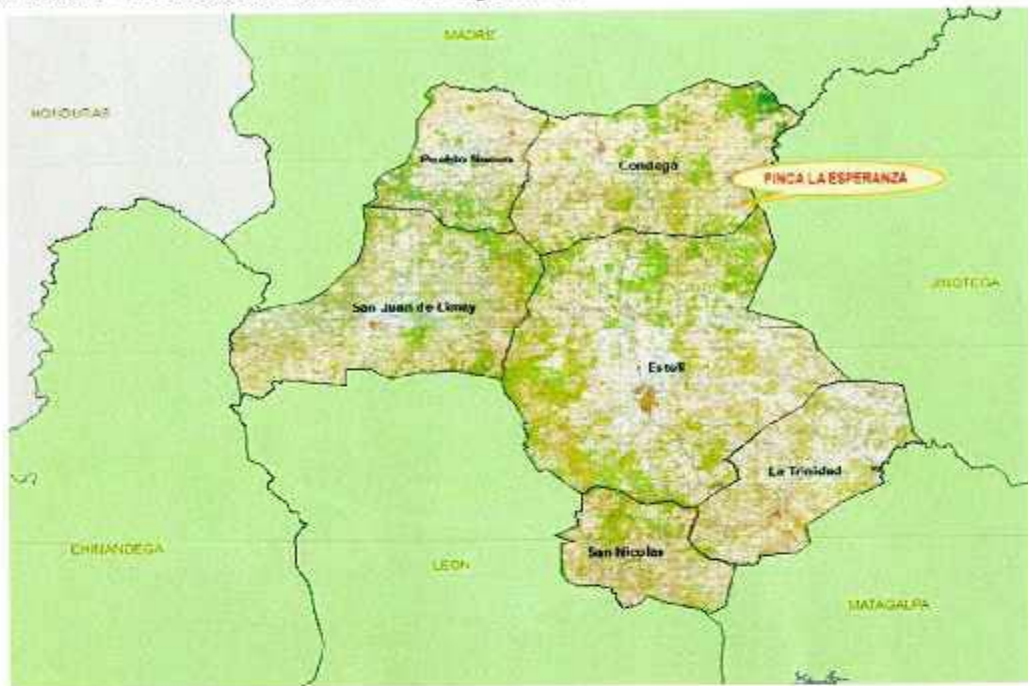 MADRIZ
HONDURAS
Pueblo Nuevo
Condega
FINCA LA ESPERANZA
JINOTEGA
San Juan de Limay
Estelí
La Trinidad
CHINANDEGA
LEON
San Nicolas
MATAGALPA